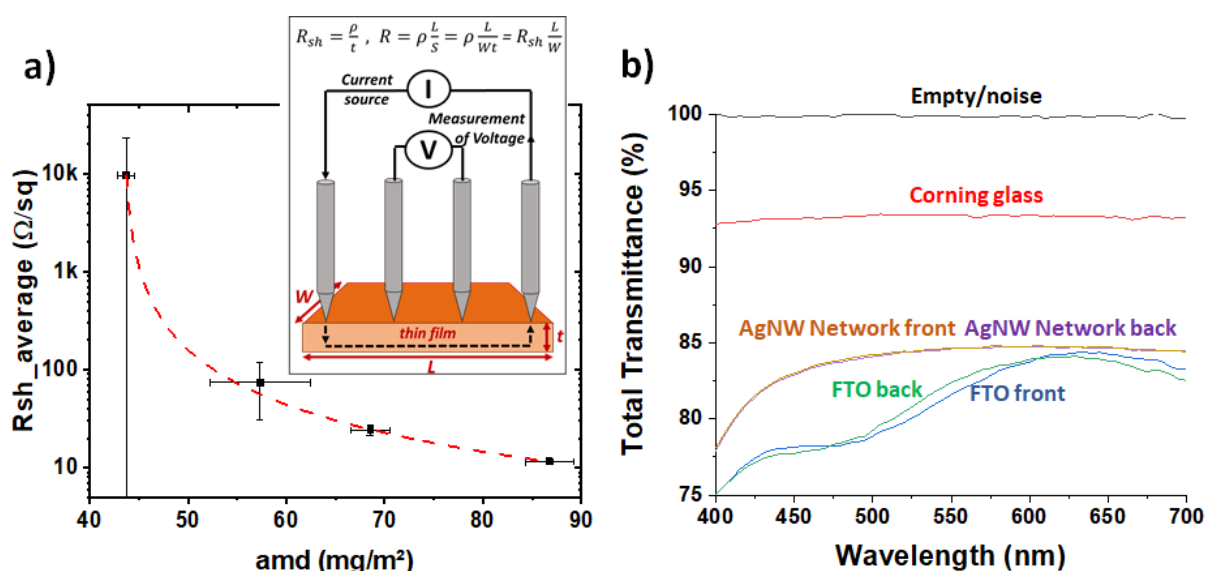 a)
R_sh = ρ/t , R = ρ L/S = ρ L/Wt = R_sh L/W
Current
source
I
Measurement
of Voltage
V
W
thin film
t
L
10k
1k
100
10
Rsh_average (Ω/sq)
40 50 60 70 80 90
amd (mg/m²)
b)
Empty/noise
Corning glass
AgNW Network front AgNW Network back
FTO back
FTO front
100
95
90
85
80
75
Total Transmittance (%)
400 450 500 550 600 650 700
Wavelength (nm)